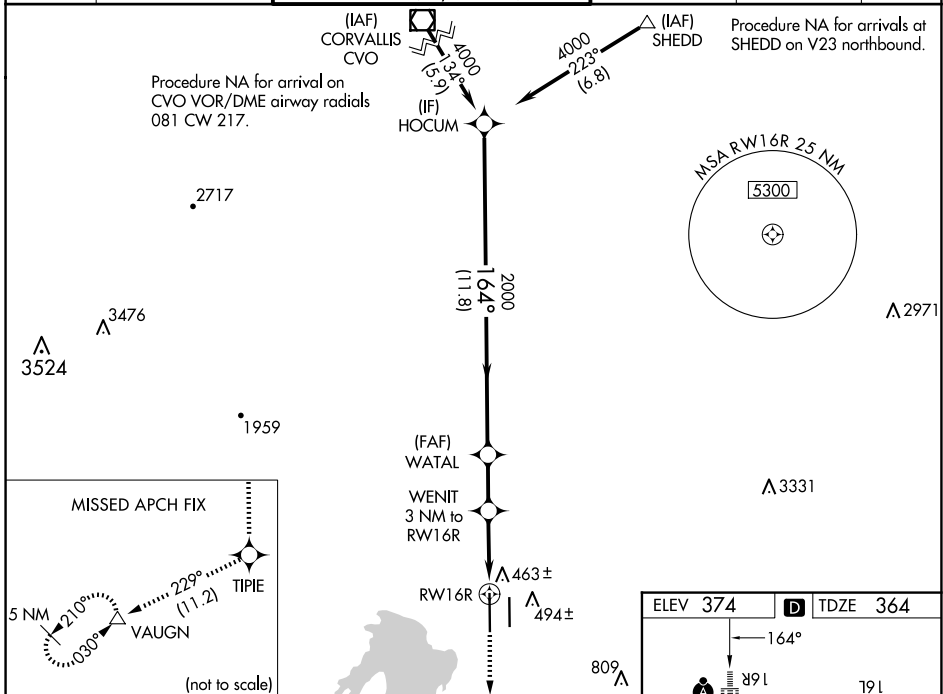 (IAF)
CORVALLIS
CVO
4000
134°
(5.9)
(IAF)
SHEDD
4000
223°
(6.8)
Procedure NA for arrivals at
SHEDD on V23 northbound.
Procedure NA for arrival on
CVO VOR/DME airway radials
081 CW 217.
(IF)
HOCUM
MSA RW16R 25 NM
5300
2717
2000
164°
(11.8)
2971
3476
3524
1959
(FAF)
WATAL
3331
WENIT
3 NM to
RW16R
RW16R
463±
494±
809
MISSED APCH FIX
TIPIE
229°
(11.2)
5 NM
210°
030°
VAUGN
(not to scale)
ELEV 374
D
TDZE 364
164°
16R
16L
A